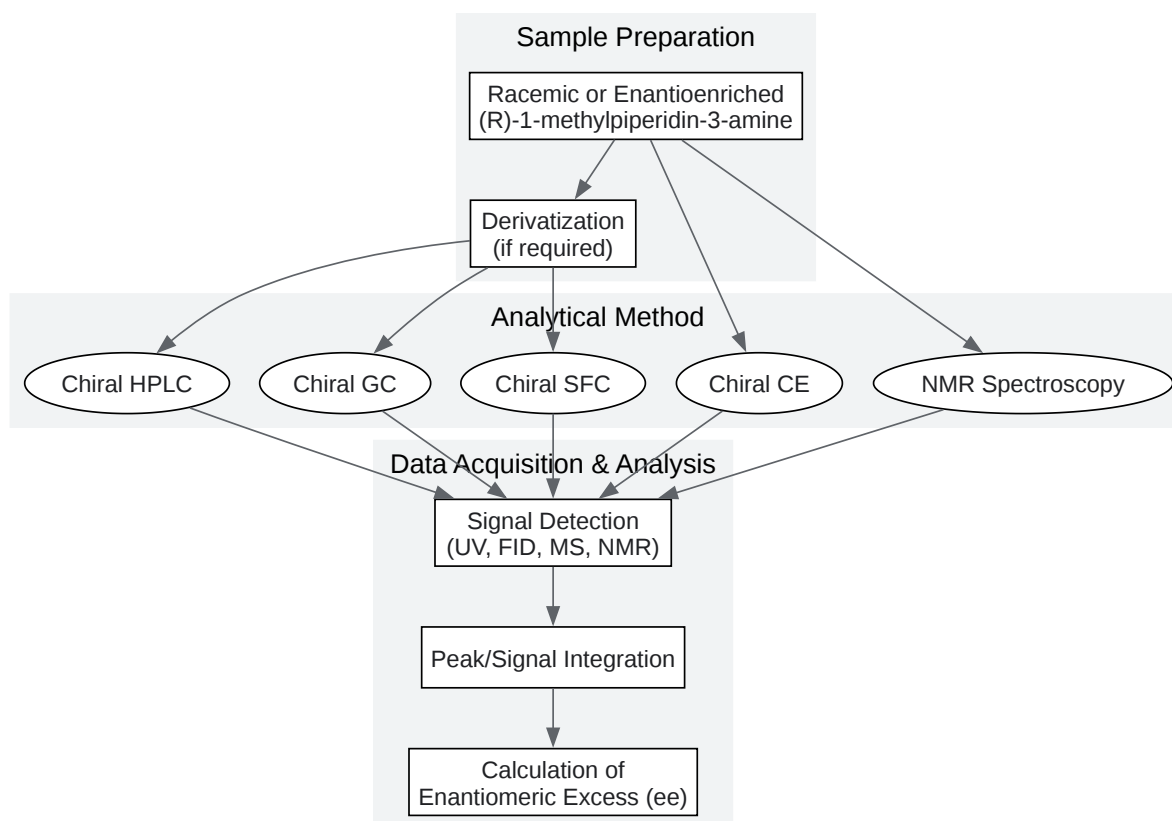 Sample Preparation
Racemic or Enantioenriched
(R)-1-methylpiperidin-3-amine
Derivatization
(if required)
Analytical Method
Chiral HPLC
Chiral GC
Chiral SFC
Chiral CE
NMR Spectroscopy
Data Acquisition & Analysis
Signal Detection
(UV, FID, MS, NMR)
Peak/Signal Integration
Calculation of
Enantiomeric Excess (ee)